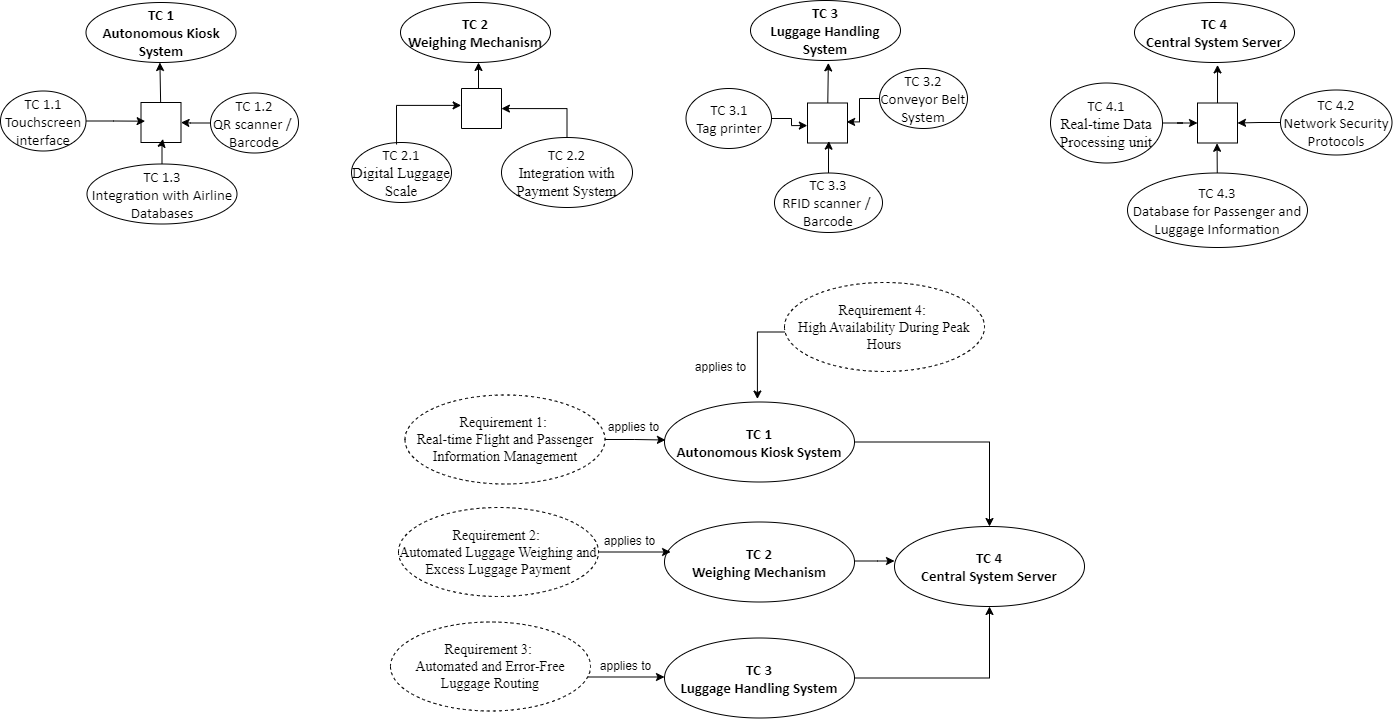 TC 1
Autonomous Kiosk
System
TC 1.1
Touchscreen
interface
TC 1.2
QR scanner /
Barcode
TC 1.3
Integration with Airline
Databases
TC 2
Weighing Mechanism
TC 2.1
Digital Luggage
Scale
TC 2.2
Integration with
Payment System
TC 3
Luggage Handling
System
TC 3.1
Tag printer
TC 3.2
Conveyor Belt
System
TC 3.3
RFID scanner /
Barcode
TC 4
Central System Server
TC 4.1
Real-time Data
Processing unit
TC 4.2
Network Security
Protocols
TC 4.3
Database for Passenger and
Luggage Information
Requirement 4:
High Availability During Peak
Hours
applies to
Requirement 1:
Real-time Flight and Passenger
Information Management
applies to
TC 1
Autonomous Kiosk System
Requirement 2:
Automated Luggage Weighing and
Excess Luggage Payment
applies to
TC 2
Weighing Mechanism
TC 4
Central System Server
Requirement 3:
Automated and Error-Free
Luggage Routing
applies to
TC 3
Luggage Handling System